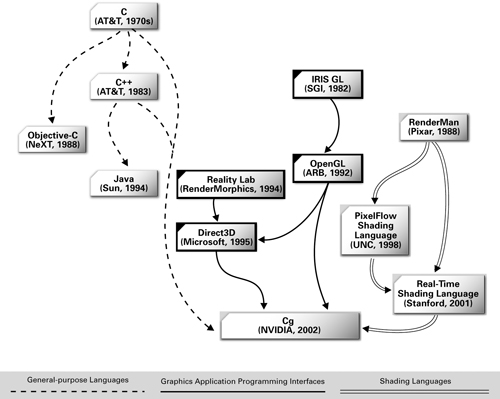 C
(AT&T, 1970s)
C++
(AT&T, 1983)
IRIS GL
(SGI, 1982)
RenderMan
(Pixar, 1988)
Objective-C
(NeXT, 1988)
Java
(Sun, 1994)
Reality Lab
(RenderMorphics, 1994)
OpenGL
(ARB, 1992)
Direct3D
(Microsoft, 1995)
PixelFlow
Shading
Language
(UNC, 1998)
Real-Time
Shading Language
(Stanford, 2001)
Cg
(NVIDIA, 2002)
General-purpose Languages
Graphics Application Programming Interfaces
Shading Languages